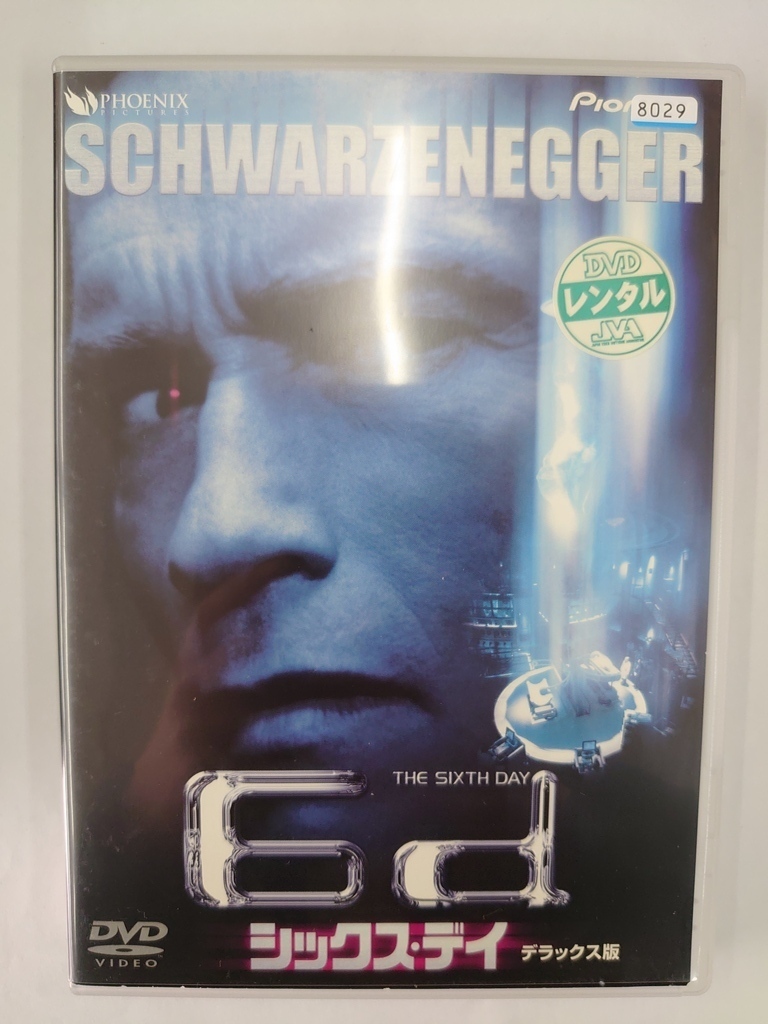 PHOENIX
PICTURES
8029
SCHWARZENEGGER
DVD
レンタル
JVA
THE SIXTH DAY
6d
シックス・デイ
デラックス版
DVD
VIDEO